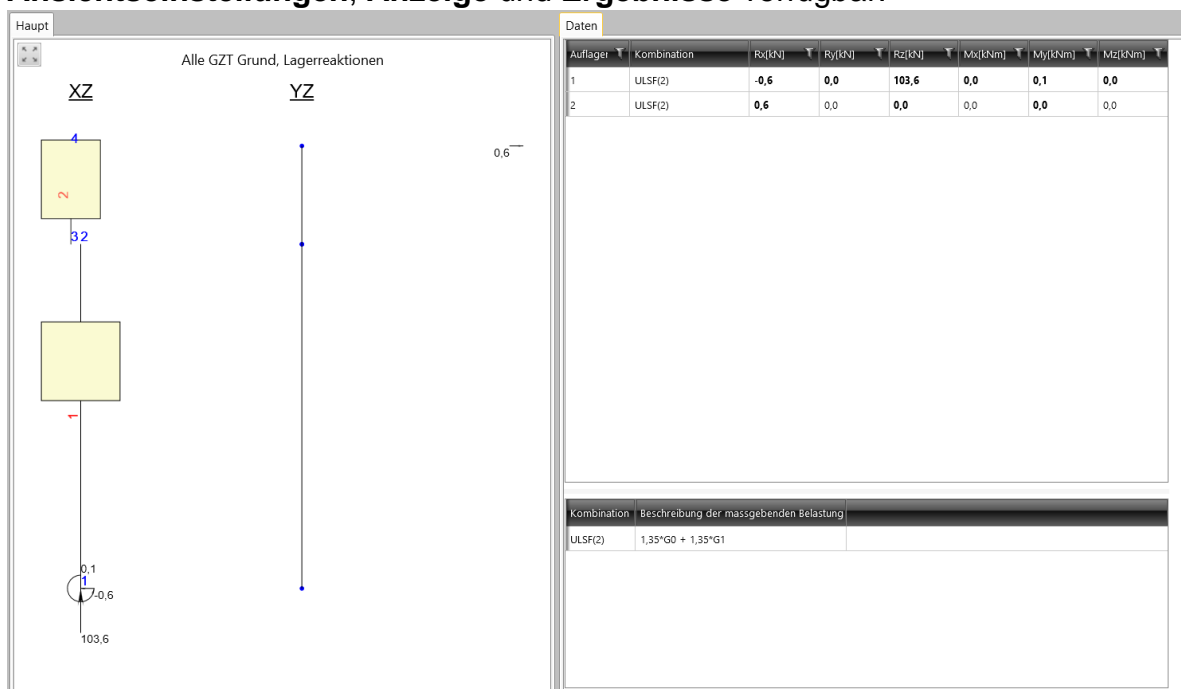 Ansichtseinstellungen, Anzeige und Ergebnisse verfügbar.
Haupt
Alle GZT Grund, Lagerreaktionen
XZ YZ
4
0,6
2
3 2
1
0,1
1
-0,6
103,6
Daten
Auflager Kombination Rx[kN] Ry[kN] Rz[kN] Mx[kNm] My[kNm] Mz[kNm]
1 ULSF(2) -0,6 0,0 103,6 0,0 0,1 0,0
2 ULSF(2) 0,6 0,0 0,0 0,0 0,0 0,0
Kombination Beschreibung der massgebenden Belastung
ULSF(2) 1,35*G0 + 1,35*G1